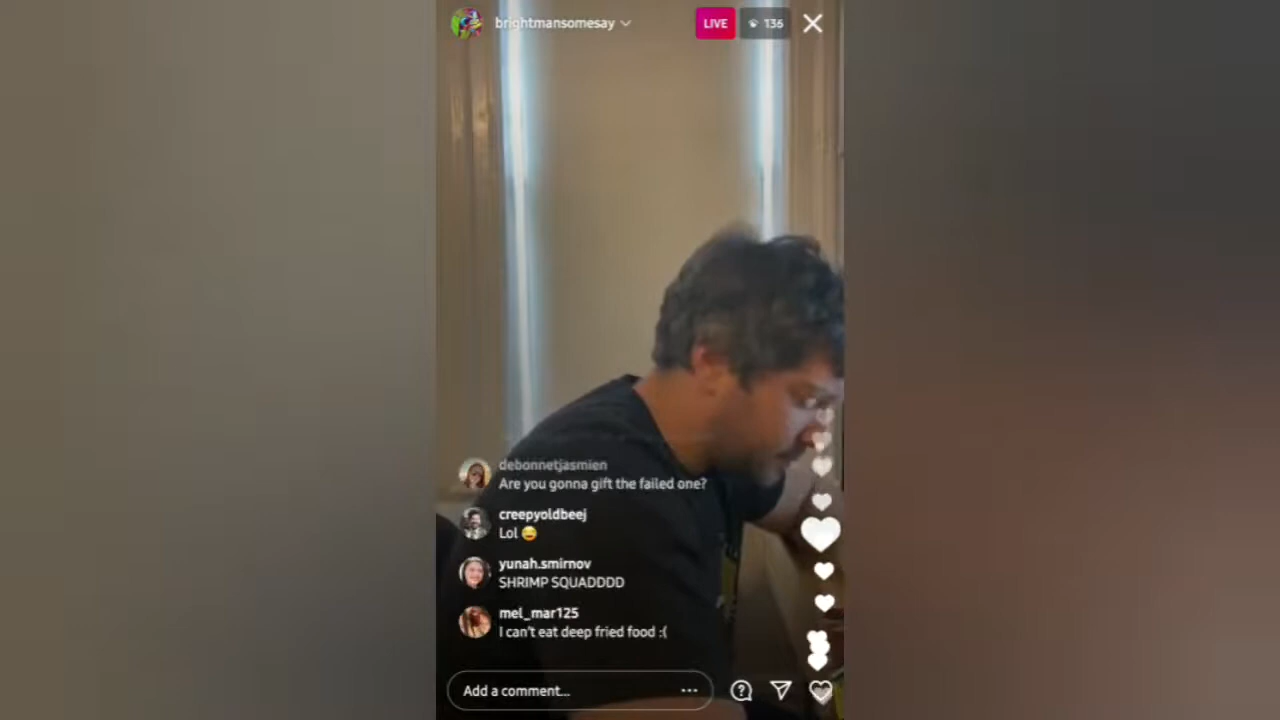 brightmansomesay
LIVE
136
debonnetjasmien
Are you gonna gift the failed one?
creepyoldbeej
Lol 😅
yunah.smirnov
SHRIMP SQUADDDD
mel_mar125
I can't eat deep fried food :(
Add a comment...